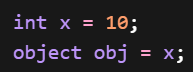 int x = 10;
object obj = x;